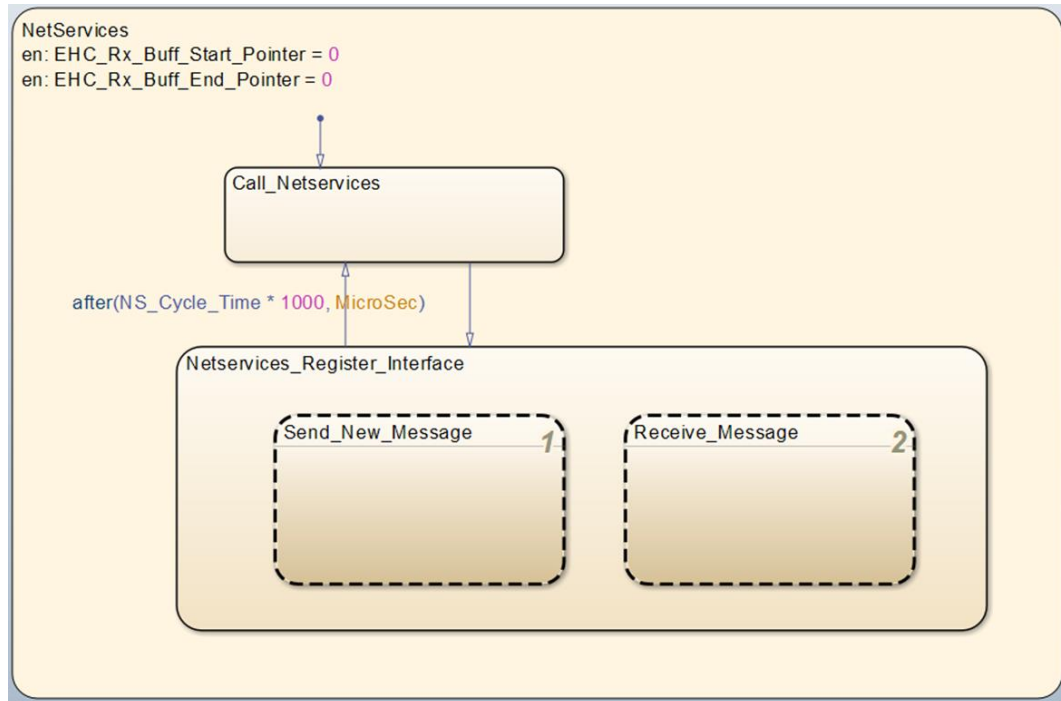 NetServices
en: EHC_Rx_Buff_Start_Pointer = 0
en: EHC_Rx_Buff_End_Pointer = 0
Call_Netservices
after(NS_Cycle_Time * 1000, MicroSec)
Netservices_Register_Interface
Send_New_Message 1
Receive_Message 2